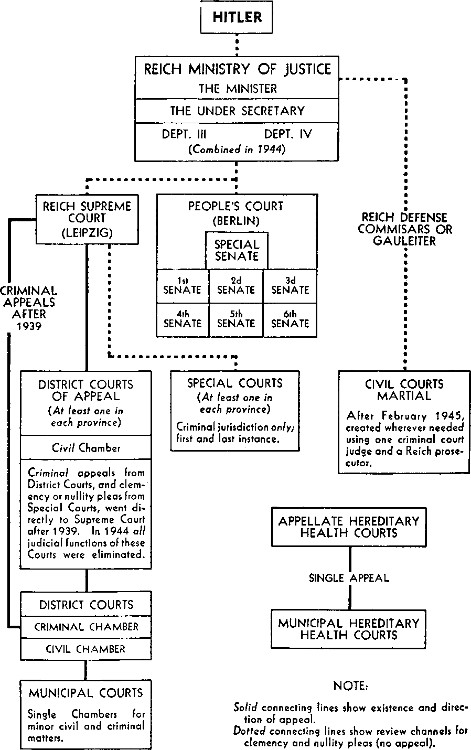 HITLER
REICH MINISTRY OF JUSTICE
THE MINISTER
THE UNDER SECRETARY
DEPT. III DEPT. IV
(Combined in 1944)
REICH SUPREME
COURT
(LEIPZIG)
PEOPLE'S COURT
(BERLIN)
SPECIAL
SENATE
1st SENATE
2d SENATE
3d SENATE
4th SENATE
5th SENATE
6th SENATE
REICH DEFENSE
COMMISARS OR
GAULEITER
CRIMINAL
APPEALS
AFTER
1939
DISTRICT COURTS
OF APPEAL
(At least one in
each province)
Civil Chamber
Criminal appeals from
District Courts, and clem-
ency or nullity pleas from
Special Courts, went di-
rectly to Supreme Court
after 1939. In 1944 all
judicial functions of these
Courts were eliminated.
SPECIAL COURTS
(At least one in
each province)
Criminal jurisdiction only;
first and last instance.
CIVIL COURTS
MARTIAL
After February 1945,
created wherever needed
using one criminal court
judge and a Reich prose-
cutor.
DISTRICT COURTS
CRIMINAL CHAMBER
CIVIL CHAMBER
MUNICIPAL COURTS
Single Chambers for
minor civil and criminal
matters.
APPELLATE HEREDITARY
HEALTH COURTS
SINGLE APPEAL
MUNICIPAL HEREDITARY
HEALTH COURTS
NOTE:
Solid connecting lines show existence and direc-
tion of appeal.
Dotted connecting lines show review channels for
clemency and nullity pleas (no appeal).